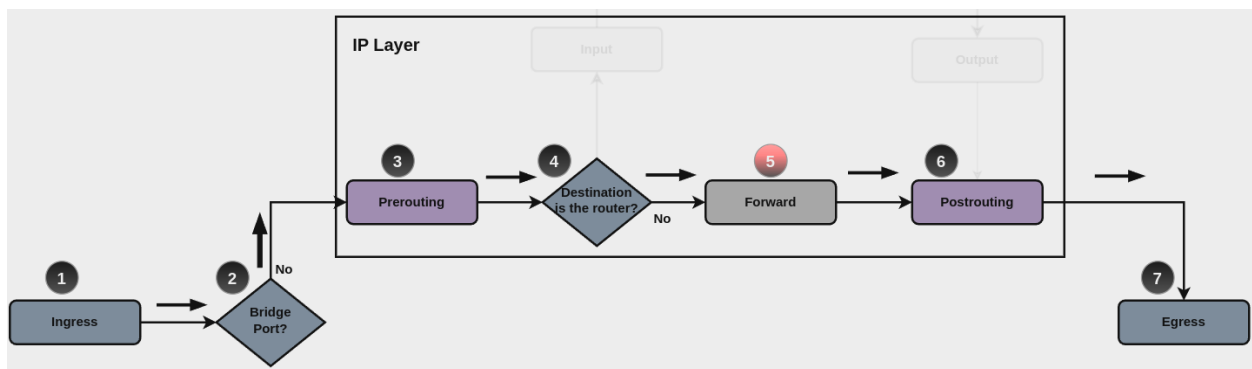 IP Layer
Input
Output
3
4
5
6
Prerouting
Destination
is the router?
No
Forward
Postrouting
1
2
No
7
Ingress
Bridge
Port?
Egress